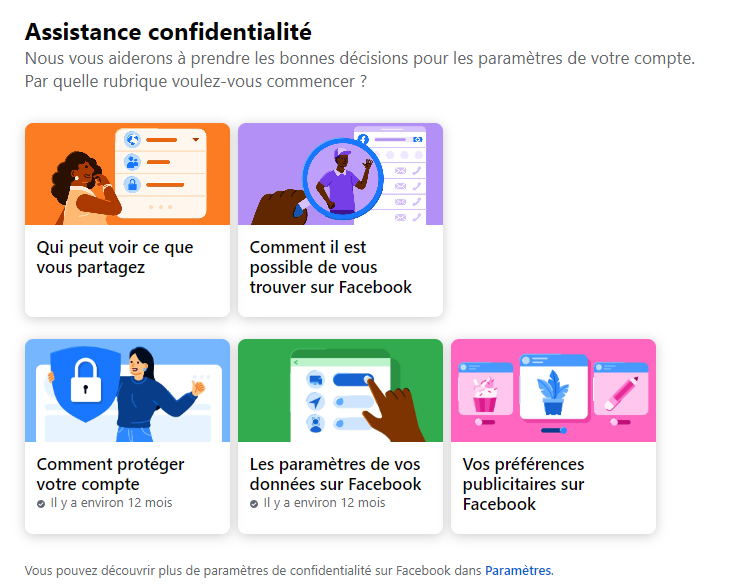 Assistance confidentialité
Nous vous aiderons à prendre les bonnes décisions pour les paramètres de votre compte.
Par quelle rubrique voulez-vous commencer ?
Qui peut voir ce que
vous partagez
Comment il est
possible de vous
trouver sur Facebook
Comment protéger
votre compte
Il y a environ 12 mois
Les paramètres de vos
données sur Facebook
Il y a environ 12 mois
Vos préférences
publicitaires sur
Facebook
Vous pouvez découvrir plus de paramètres de confidentialité sur Facebook dans Paramètres.